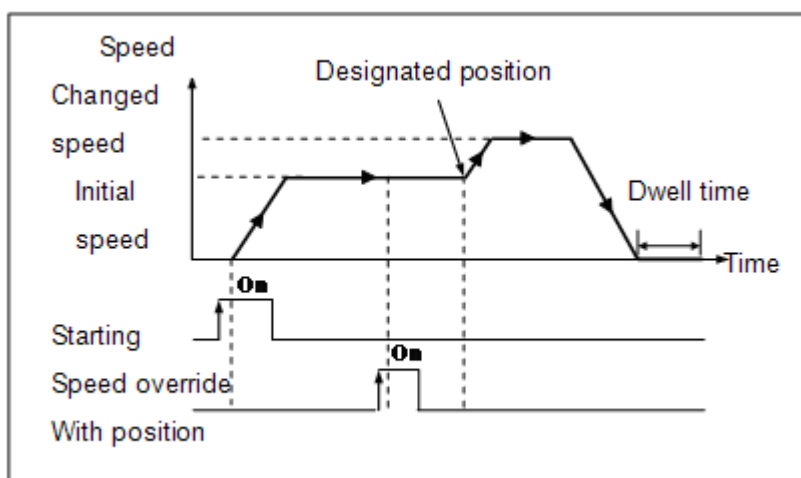 Speed
Designated position
Changed
speed
Initial
speed
Dwell time
Time
On
Starting
On
Speed override
With position